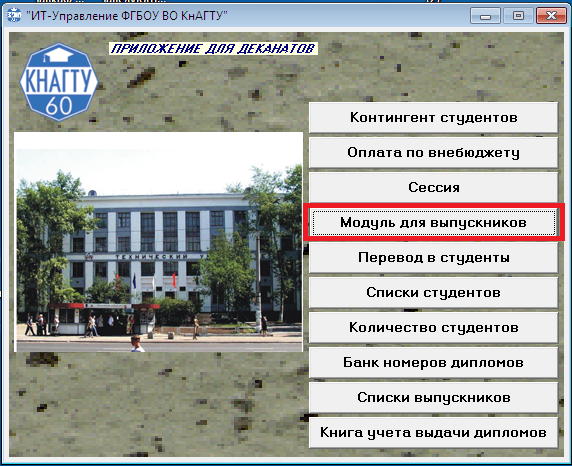 "ИТ-Управление ФГБОУ ВО КнАГТУ"
ПРИЛОЖЕНИЕ ДЛЯ ДЕКАНАТОВ
КНАГТУ
60
Контингент студентов
Оплата по внебюджету
Сессия
Модуль для выпускников
Перевод в студенты
Списки студентов
Количество студентов
Банк номеров дипломов
Списки выпускников
Книга учета выдачи дипломов
ТЕХНИЧЕСКИЙ